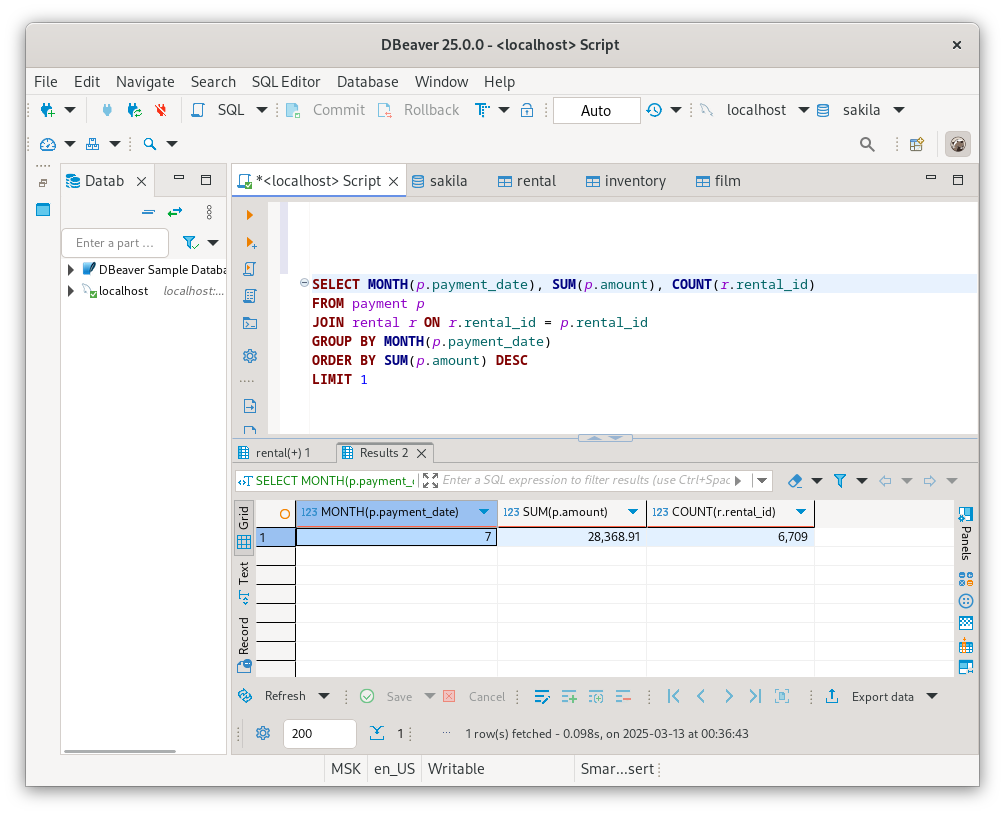 DBeaver 25.0.0 - <localhost> Script
File Edit Navigate Search SQL Editor Database Window Help
SQL Commit Rollback Auto localhost sakila
Datab
*<localhost> Script sakila rental inventory film
Enter a part ...
DBeaver Sample Databa
localhost localhost:...
SELECT MONTH(p.payment_date), SUM(p.amount), COUNT(r.rental_id)
FROM payment p
JOIN rental r ON r.rental_id = p.rental_id
GROUP BY MONTH(p.payment_date)
ORDER BY SUM(p.amount) DESC
LIMIT 1
rental(+) 1 Results 2
SELECT MONTH(p.payment_d Enter a SQL expression to filter results (use Ctrl+Spac
Grid
Text
Record
123 MONTH(p.payment_date) 123 SUM(p.amount) 123 COUNT(r.rental_id)
1 7 28,368.91 6,709
Panels
Refresh Save Cancel Export data
200 1 1 row(s) fetched - 0.098s, on 2025-03-13 at 00:36:43
MSK en_US Writable Smar...sert